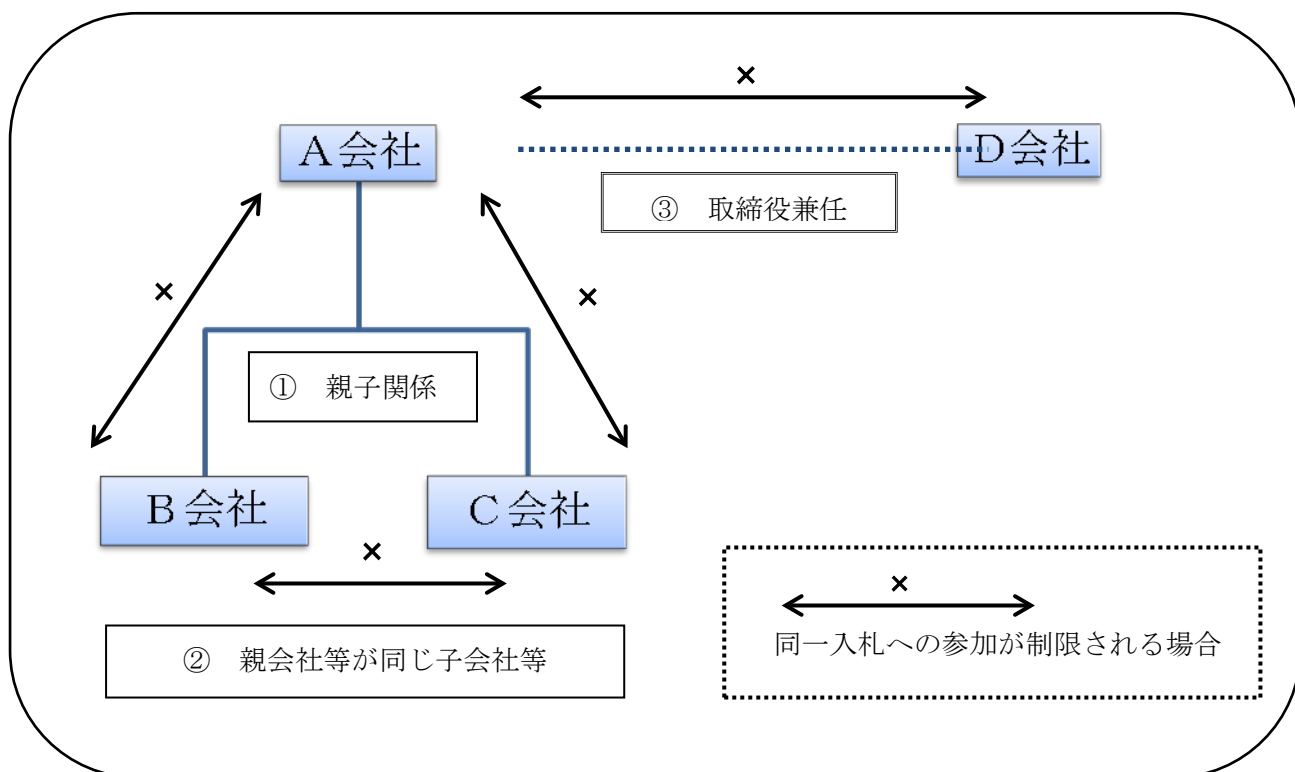 ×
A会社
D会社
③ 取締役兼任
×
×
① 親子関係
B会社
C会社
×
② 親会社等が同じ子会社等
×
同一入札への参加が制限される場合